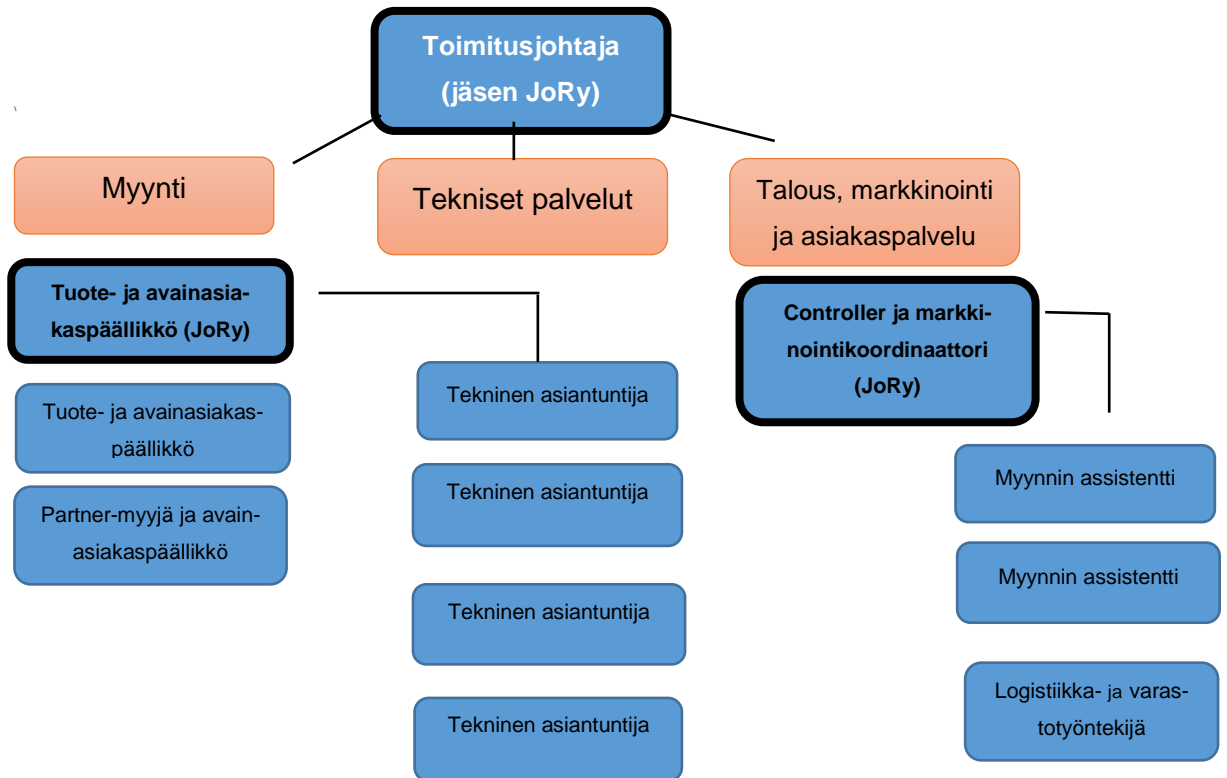 Toimitusjohtaja
(jäsen JoRy)
Myynti
Tekniset palvelut
Talous, markkinointi
ja asiakaspalvelu
Tuote- ja avainasia-
kaspäällikkö (JoRy)
Controller ja markki-
nointikoordinaattori
(JoRy)
Tuote- ja avainasiakas-
päällikkö
Partner-myyjä ja avain-
asiakaspäällikkö
Tekninen asiantuntija
Tekninen asiantuntija
Tekninen asiantuntija
Tekninen asiantuntija
Myynnin assistentti
Myynnin assistentti
Logistiikka- ja varas-
totyöntekijä